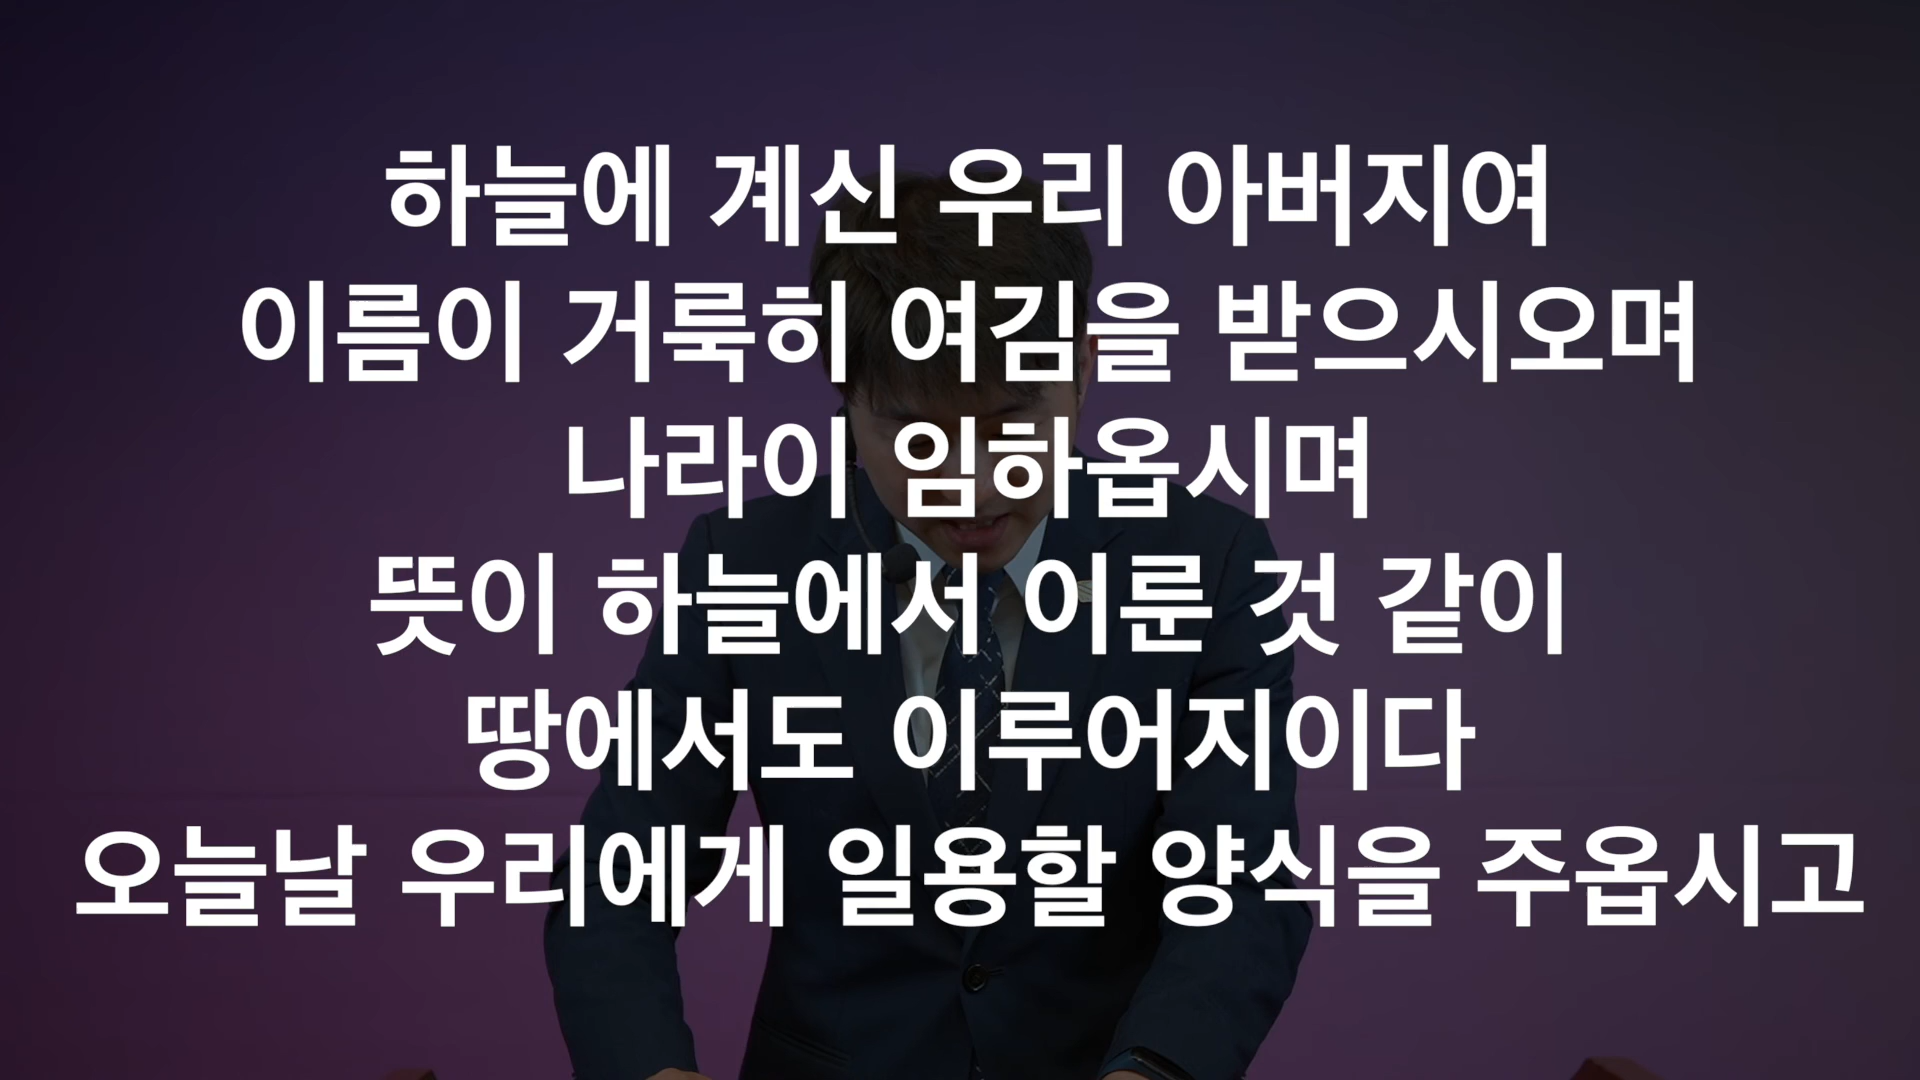 하늘에 계신 우리 아버지여
이름이 거룩히 여김을 받으시오며
나라이 임하옵시며
뜻이 하늘에서 이룬 것 같이
땅에서도 이루어지이다
오늘날 우리에게 일용할 양식을 주옵시고